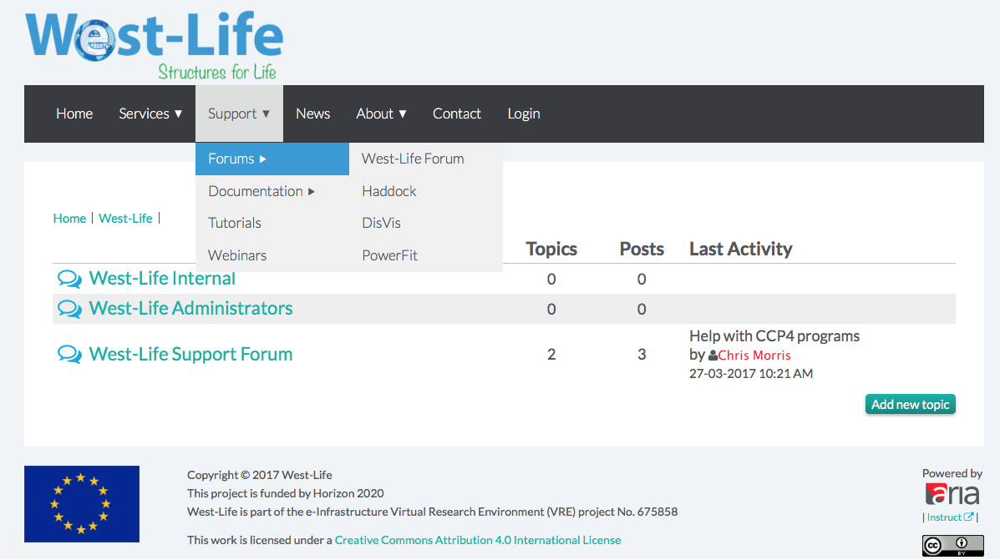 West-Life
Structures for Life
Home Services ▼ Support ▼ News About ▼ Contact Login
Forums ▶ West-Life Forum
Documentation ▶ Haddock
Home | West-Life |
Tutorials DisVis
Webinars PowerFit
Topics Posts Last Activity
West-Life Internal 0 0
West-Life Administrators 0 0
West-Life Support Forum 2 3 Help with CCP4 programs
by Chris Morris
27-03-2017 10:21 AM
Add new topic
Copyright © 2017 West-Life
This project is funded by Horizon 2020
West-Life is part of the e-Infrastructure Virtual Research Environment (VRE) project No. 675858
This work is licensed under a Creative Commons Attribution 4.0 International License
Powered by
aria
| Instruct |
cc BY